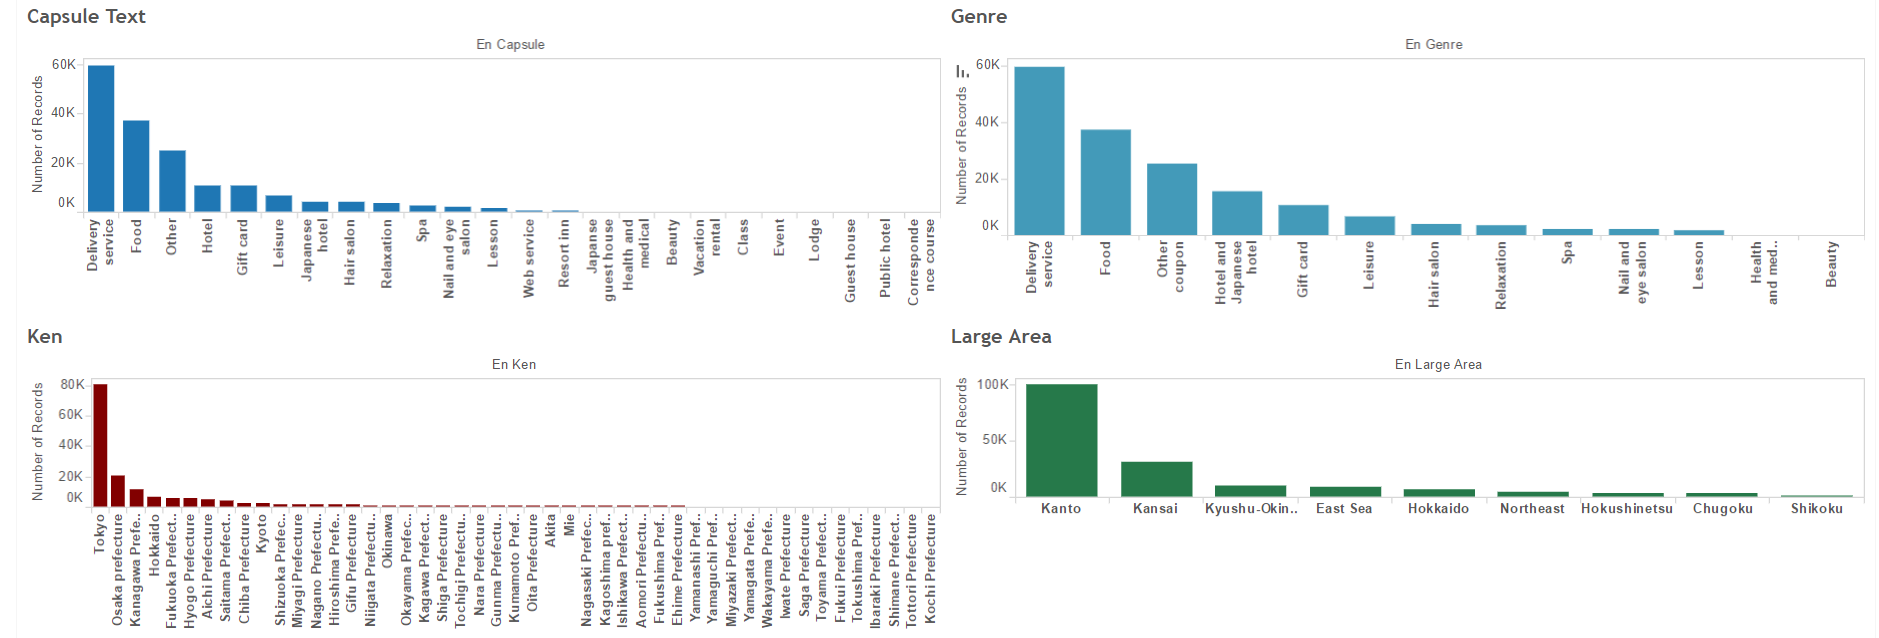 Capsule Text
En Capsule
Number of Records
60K
40K
20K
0K
Delivery
service
Food
Other
Hotel
Gift card
Leisure
Japanese
hotel
Hair salon
Relaxation
Spa
Nail and eye
salon
Lesson
Web service
Resort inn
Japanse
guest house
Health and
medical
Beauty
Vacation
rental
Class
Event
Lodge
Guest house
Public hotel
Corresponde
nce course
Genre
En Genre
Number of Records
60K
40K
20K
0K
Delivery
service
Food
Other
coupon
Hotel and
Japanese
hotel
Gift card
Leisure
Hair salon
Relaxation
Spa
Nail and
eye salon
Lesson
Health
and med..
Beauty
Ken
En Ken
Number of Records
80K
60K
40K
20K
0K
Tokyo
Osaka prefecture
Kanagawa Prefe..
Hokkaido
Fukuoka Prefect..
Hyogo Prefecture
Aichi Prefecture
Saitama Prefect..
Chiba Prefecture
Kyoto
Shizuoka Prefec..
Miyagi Prefecture
Nagano Prefectu..
Hiroshima Prefe..
Gifu Prefecture
Niigata Prefectu..
Okinawa
Okayama Prefec..
Kagawa Prefect..
Shiga Prefecture
Tochigi Prefectu..
Nara Prefecture
Gunma Prefectu..
Kumamoto Pref..
Oita Prefecture
Akita
Mie
Nagasaki Prefec..
Kagoshima pref..
Ishikawa Prefect..
Aomori Prefectu..
Fukushima Pref..
Ehime Prefecture
Yamanashi Pref..
Yamaguchi Pref..
Miyazaki Prefect..
Yamagata Prefe..
Wakayama Prefe..
Iwate Prefecture
Saga Prefecture
Toyama Prefect..
Fukui Prefecture
Tokushima Pref..
Ibaraki Prefecture
Shimane Prefect..
Tottori Prefecture
Kochi Prefecture
Large Area
En Large Area
Number of Records
100K
50K
0K
Kanto
Kansai
Kyushu-Okin..
East Sea
Hokkaido
Northeast
Hokushinetsu
Chugoku
Shikoku